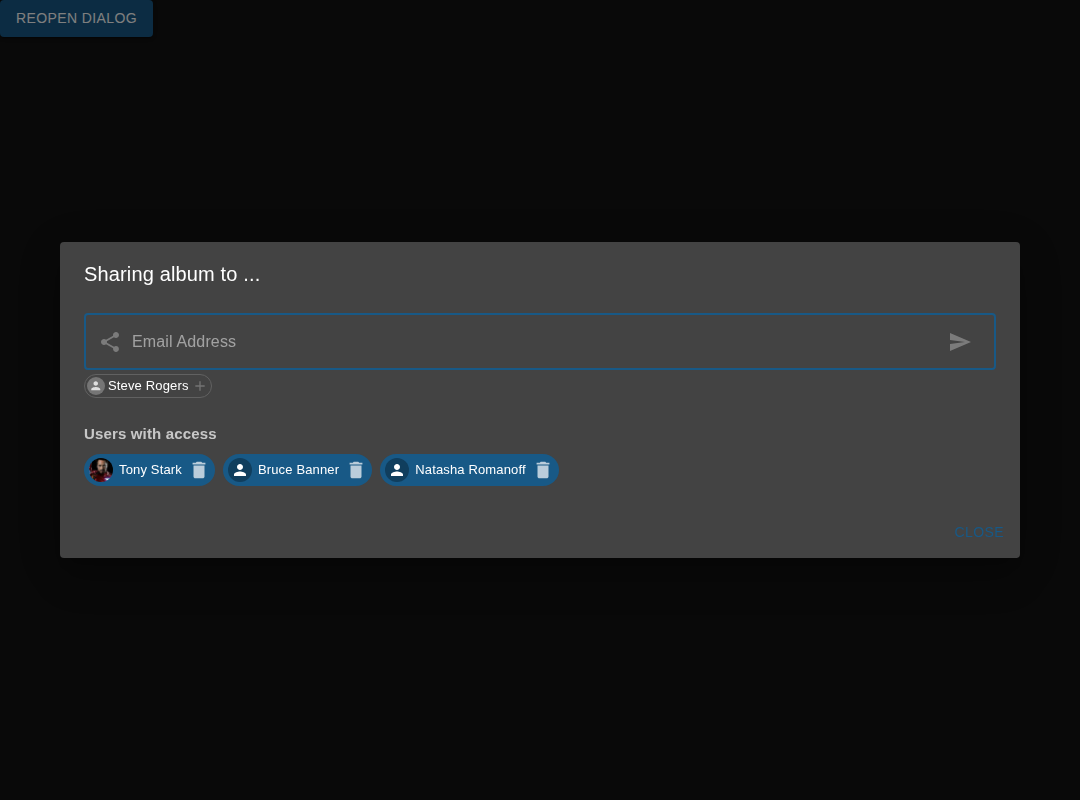 REOPEN DIALOG
Sharing album to ...
Email Address
Steve Rogers
Users with access
Tony Stark
Bruce Banner
Natasha Romanoff
CLOSE